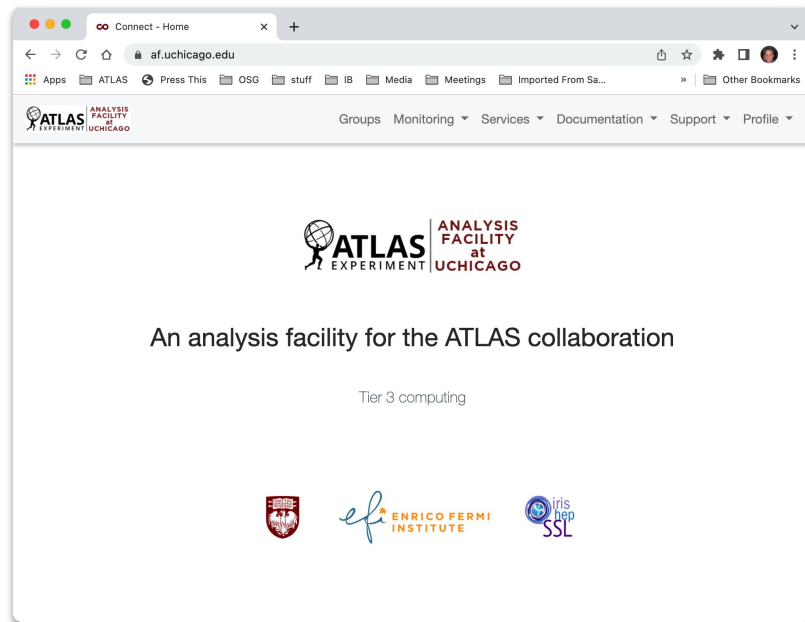 Connect - Home
af.uchicago.edu
Apps ATLAS Press This OSG stuff IB Media Meetings Imported From Sa... » Other Bookmarks
ATLAS EXPERIMENT ANALYSIS FACILITY at UCHICAGO
Groups Monitoring Services Documentation Support Profile
ATLAS
EXPERIMENT
ANALYSIS
FACILITY
at
UCHICAGO
An analysis facility for the ATLAS collaboration
Tier 3 computing
efi ENRICO FERMI
INSTITUTE
iris
hep
SSL